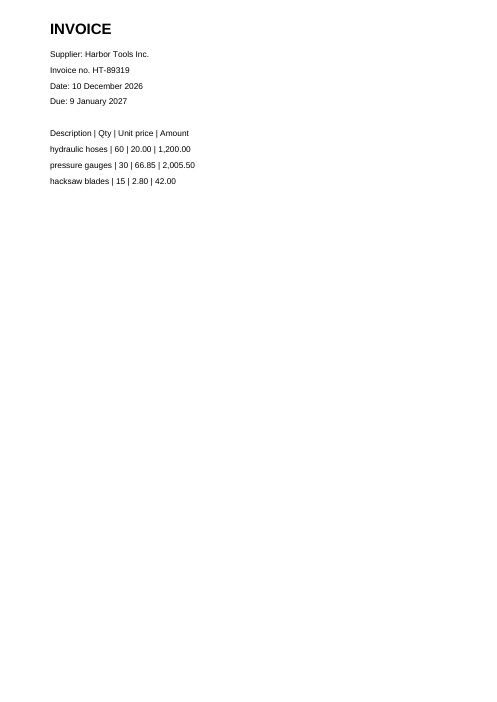 INVOICE
Supplier: Harbor Tools Inc.
Invoice no. HT-89319
Date: 10 December 2026
Due: 9 January 2027
Description | Qty | Unit price | Amount
hydraulic hoses | 60 | 20.00 | 1,200.00
pressure gauges | 30 | 66.85 | 2,005.50
hacksaw blades | 15 | 2.80 | 42.00